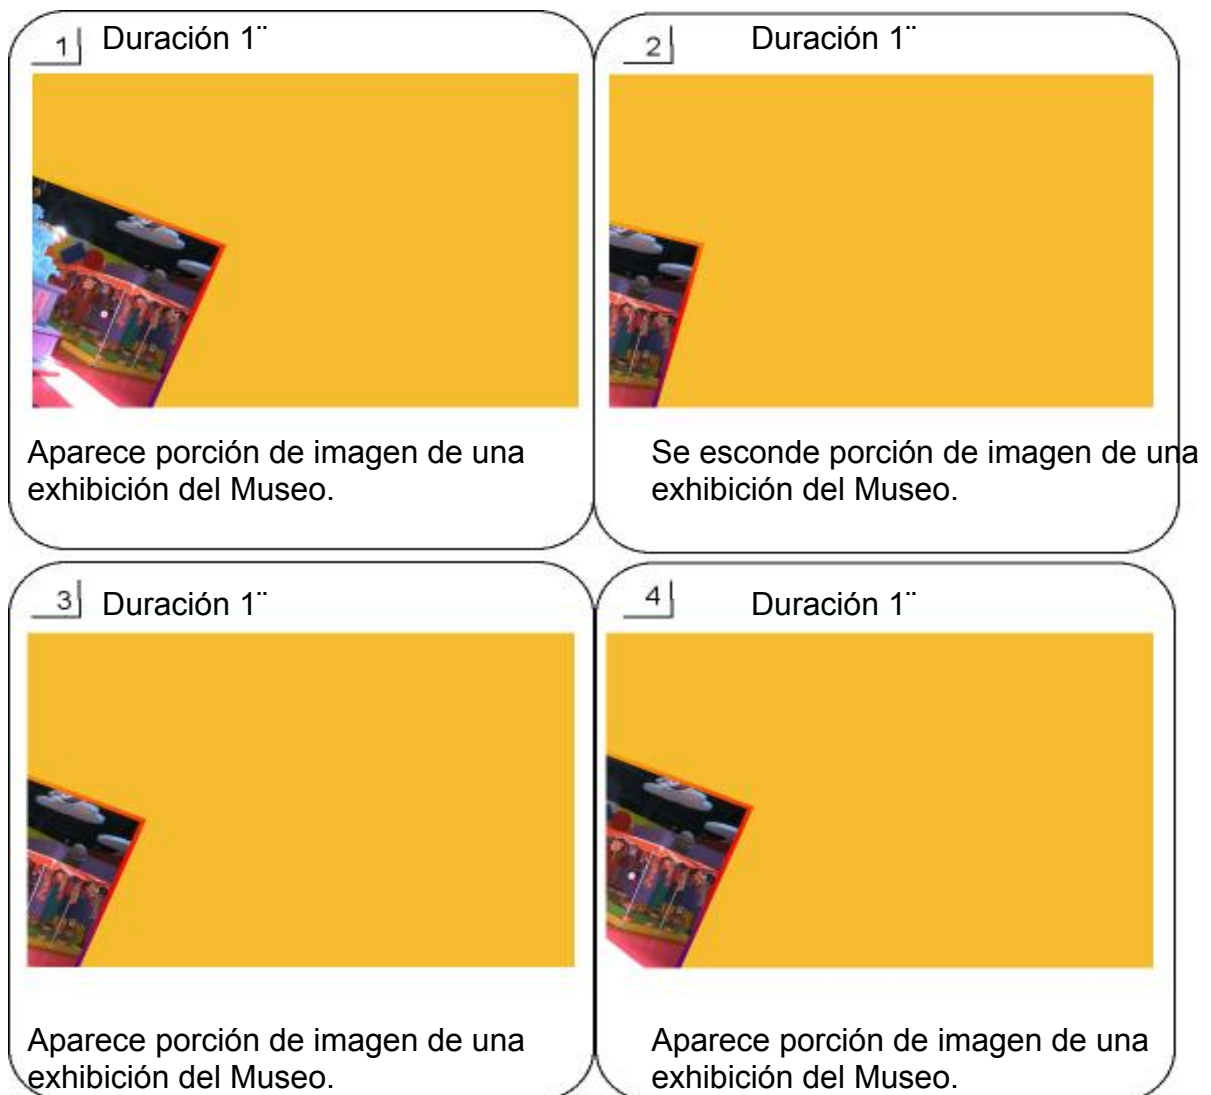 1 Duración 1¨
2 Duración 1¨
Aparece porción de imagen de una
exhibición del Museo.
Se esconde porción de imagen de una
exhibición del Museo.
3 Duración 1¨
4 Duración 1¨
Aparece porción de imagen de una
exhibición del Museo.
Aparece porción de imagen de una
exhibición del Museo.